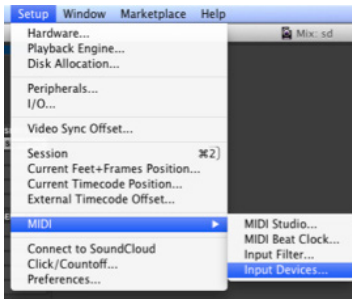 Setup Window Marketplace Help
Hardware...
Mix: sd
Playback Engine...
Disk Allocation...
Peripherals...
I/O...
Video Sync Offset...
Session ⌘2
Current Feet+Frames Position...
Current Timecode Position...
External Timecode Offset...
MIDI
MIDI Studio...
MIDI Beat Clock...
Input Filter...
Input Devices...
Connect to SoundCloud
Click/Countoff...
Preferences...